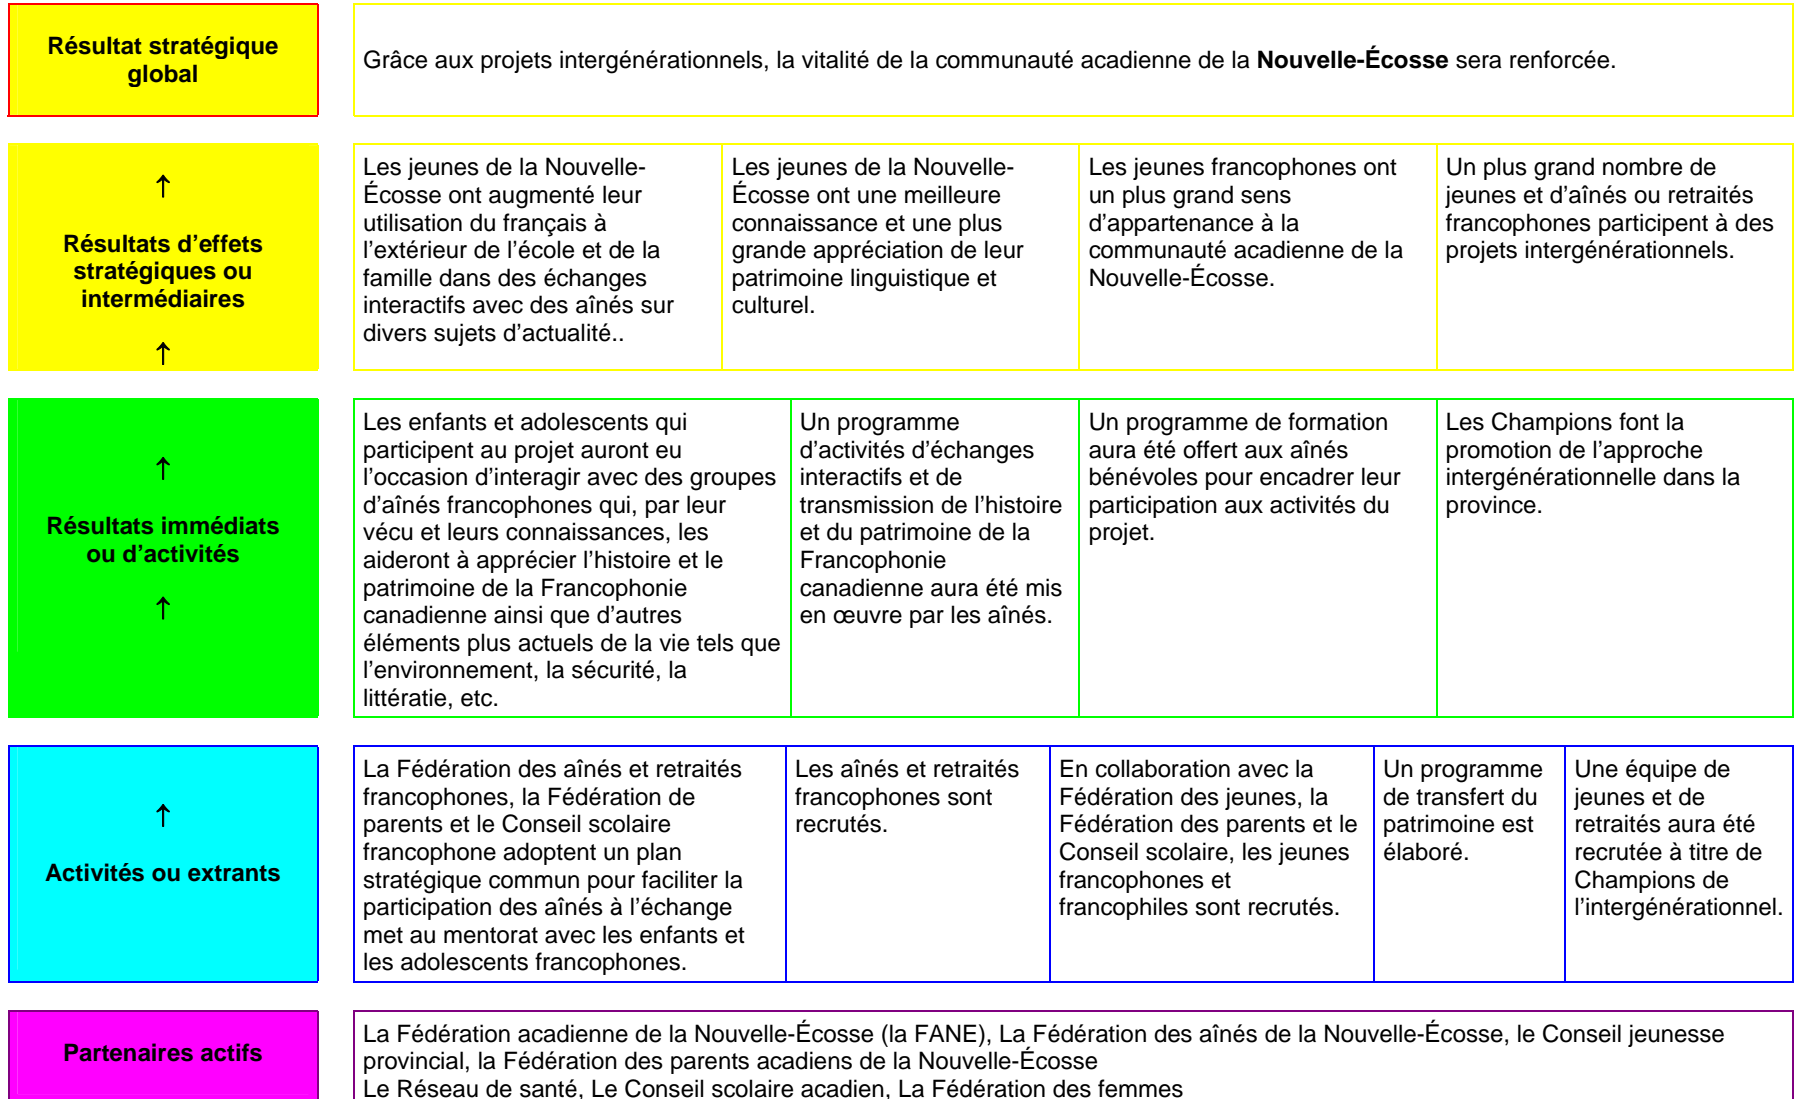 Résultat stratégique
global
Grâce aux projets intergénérationnels, la vitalité de la communauté acadienne de la Nouvelle-Écosse sera renforcée.
↑
Résultats d’effets
stratégiques ou
intermédiaires
↑
Les jeunes de la Nouvelle-
Écosse ont augmenté leur
utilisation du français à
l’extérieur de l’école et de la
famille dans des échanges
interactifs avec des aînés sur
divers sujets d’actualité..
Les jeunes de la Nouvelle-
Écosse ont une meilleure
connaissance et une plus
grande appréciation de leur
patrimoine linguistique et
culturel.
Les jeunes francophones ont
un plus grand sens
d’appartenance à la
communauté acadienne de la
Nouvelle-Écosse.
Un plus grand nombre de
jeunes et d’aînés ou retraités
francophones participent à des
projets intergénérationnels.
↑
Résultats immédiats
ou d’activités
↑
Les enfants et adolescents qui
participent au projet auront eu
l’occasion d’interagir avec des groupes
d’aînés francophones qui, par leur
vécu et leurs connaissances, les
aideront à apprécier l’histoire et le
patrimoine de la Francophonie
canadienne ainsi que d’autres
éléments plus actuels de la vie tels que
l’environnement, la sécurité, la
littératie, etc.
Un programme
d’activités d’échanges
interactifs et de
transmission de l’histoire
et du patrimoine de la
Francophonie
canadienne aura été mis
en œuvre par les aînés.
Un programme de formation
aura été offert aux aînés
bénévoles pour encadrer leur
participation aux activités du
projet.
Les Champions font la
promotion de l’approche
intergénérationnelle dans la
province.
↑
Activités ou extrants
La Fédération des aînés et retraités
francophones, la Fédération de
parents et le Conseil scolaire
francophone adoptent un plan
stratégique commun pour faciliter la
participation des aînés à l’échange
met au mentorat avec les enfants et
les adolescents francophones.
Les aînés et retraités
francophones sont
recrutés.
En collaboration avec la
Fédération des jeunes, la
Fédération des parents et le
Conseil scolaire, les jeunes
francophones et
francophiles sont recrutés.
Un programme
de transfert du
patrimoine est
élaboré.
Une équipe de
jeunes et de
retraités aura été
recrutée à titre de
Champions de
l’intergénérationnel.
Partenaires actifs
La Fédération acadienne de la Nouvelle-Écosse (la FANE), La Fédération des aînés de la Nouvelle-Écosse, le Conseil jeunesse
provincial, la Fédération des parents acadiens de la Nouvelle-Écosse
Le Réseau de santé, Le Conseil scolaire acadien, La Fédération des femmes